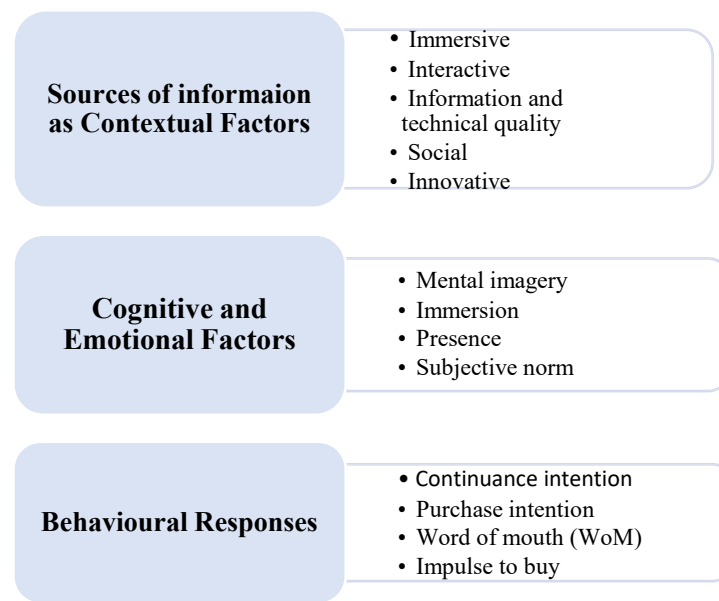 Sources of informaion
as Contextual Factors
• Immersive
• Interactive
• Information and
technical quality
• Social
• Innovative
Cognitive and
Emotional Factors
• Mental imagery
• Immersion
• Presence
• Subjective norm
Behavioural Responses
• Continuance intention
• Purchase intention
• Word of mouth (WoM)
• Impulse to buy